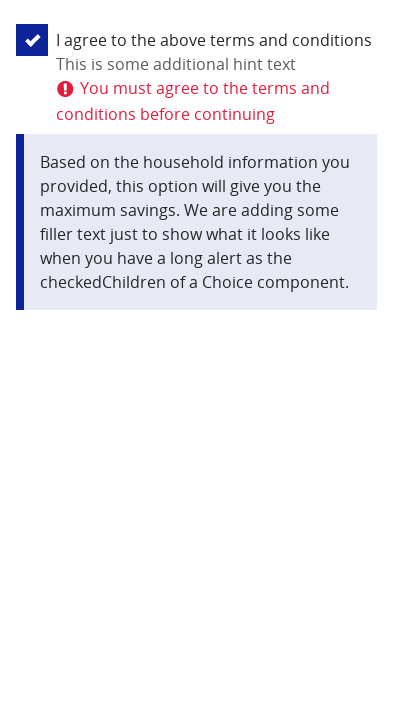 I agree to the above terms and conditions
This is some additional hint text
You must agree to the terms and
conditions before continuing
Based on the household information you
provided, this option will give you the
maximum savings. We are adding some
filler text just to show what it looks like
when you have a long alert as the
checkedChildren of a Choice component.